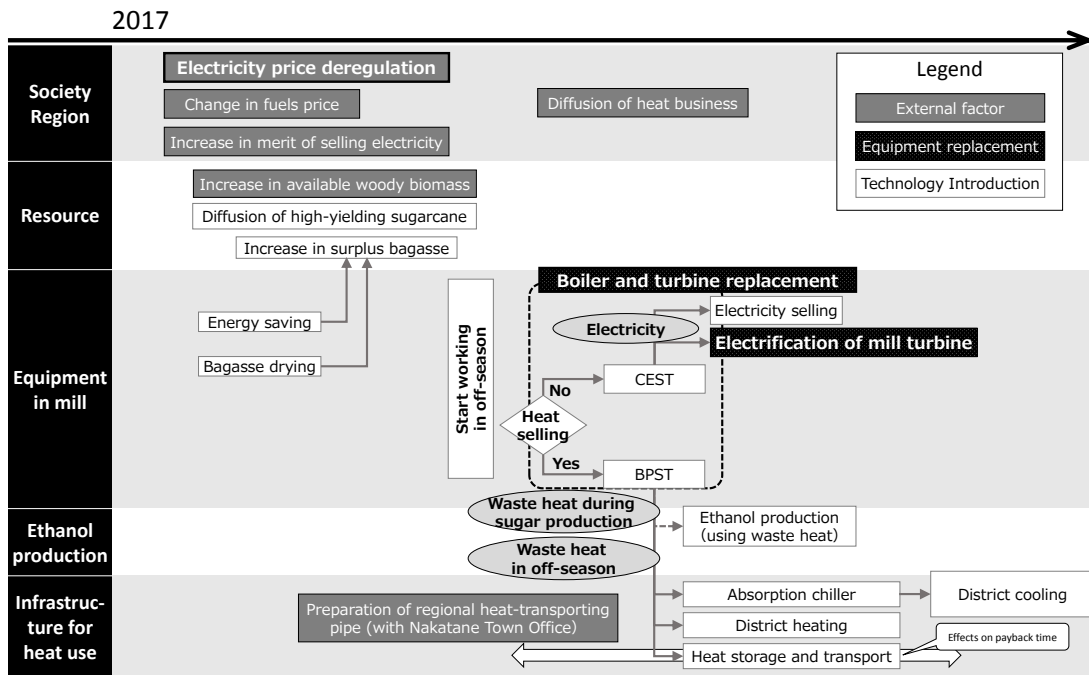 2017
Society
Region
Electricity price deregulation
Change in fuels price
Increase in merit of selling electricity
Diffusion of heat business
Legend
External factor
Equipment replacement
Technology Introduction
Resource
Increase in available woody biomass
Diffusion of high-yielding sugarcane
Increase in surplus bagasse
Equipment
in mill
Energy saving
Bagasse drying
Start working
in off-season
Boiler and turbine replacement
Electricity
Electricity selling
Electrification of mill turbine
CEST
No
Heat
selling
Yes
BPST
Waste heat during
sugar production
Ethanol
production
Ethanol production
(using waste heat)
Waste heat
in off-season
Infrastruc-
ture for
heat use
Preparation of regional heat-transporting
pipe (with Nakatane Town Office)
Absorption chiller
District cooling
District heating
Effects on payback time
Heat storage and transport